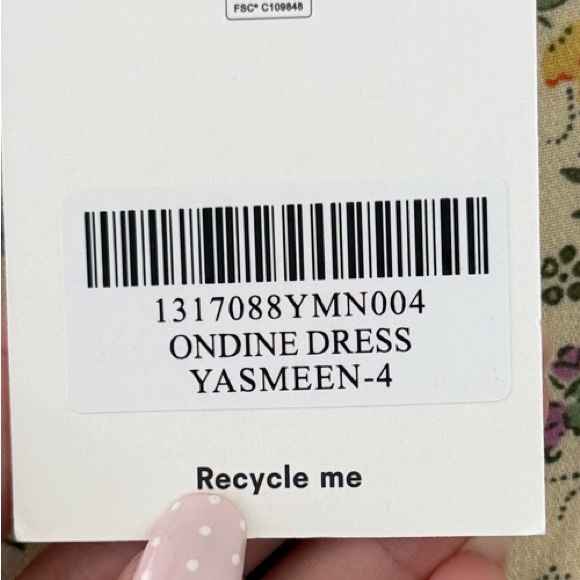 FSC® C109848
1317088YMN004
ONDINE DRESS
YASMEEN-4
Recycle me